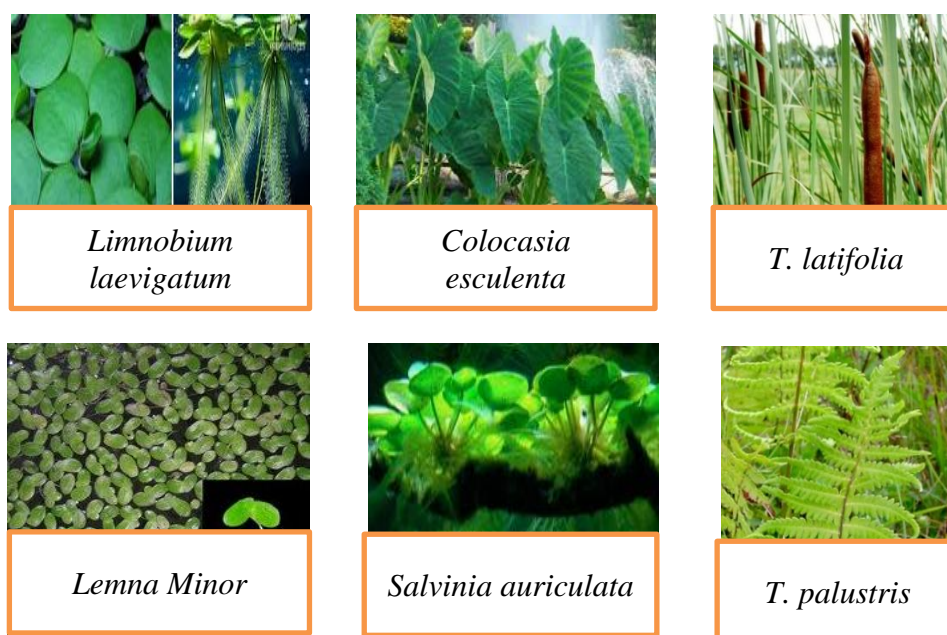 Limnobium
laevigatum
Colocasia
esculenta
T. latifolia
Lemna Minor
Salvinia auriculata
T. palustris